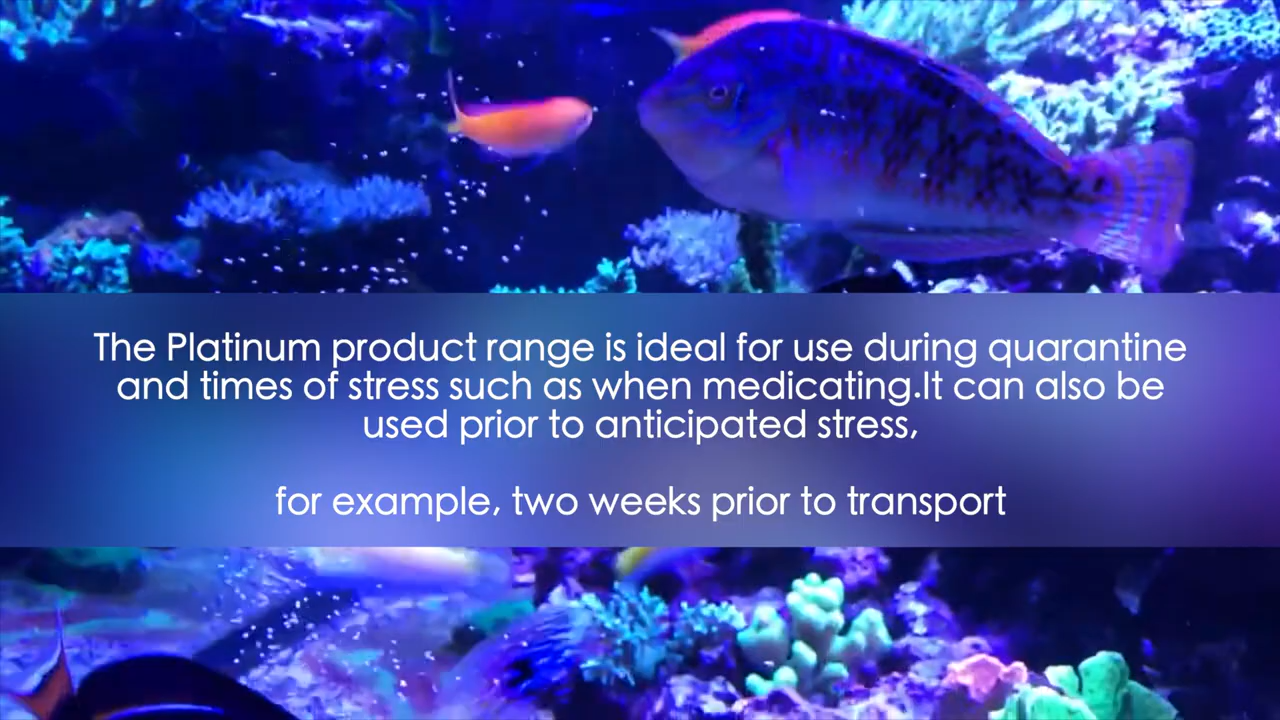 The Platinum product range is ideal for use during quarantine
and times of stress such as when medicating.It can also be
used prior to anticipated stress,
for example, two weeks prior to transport